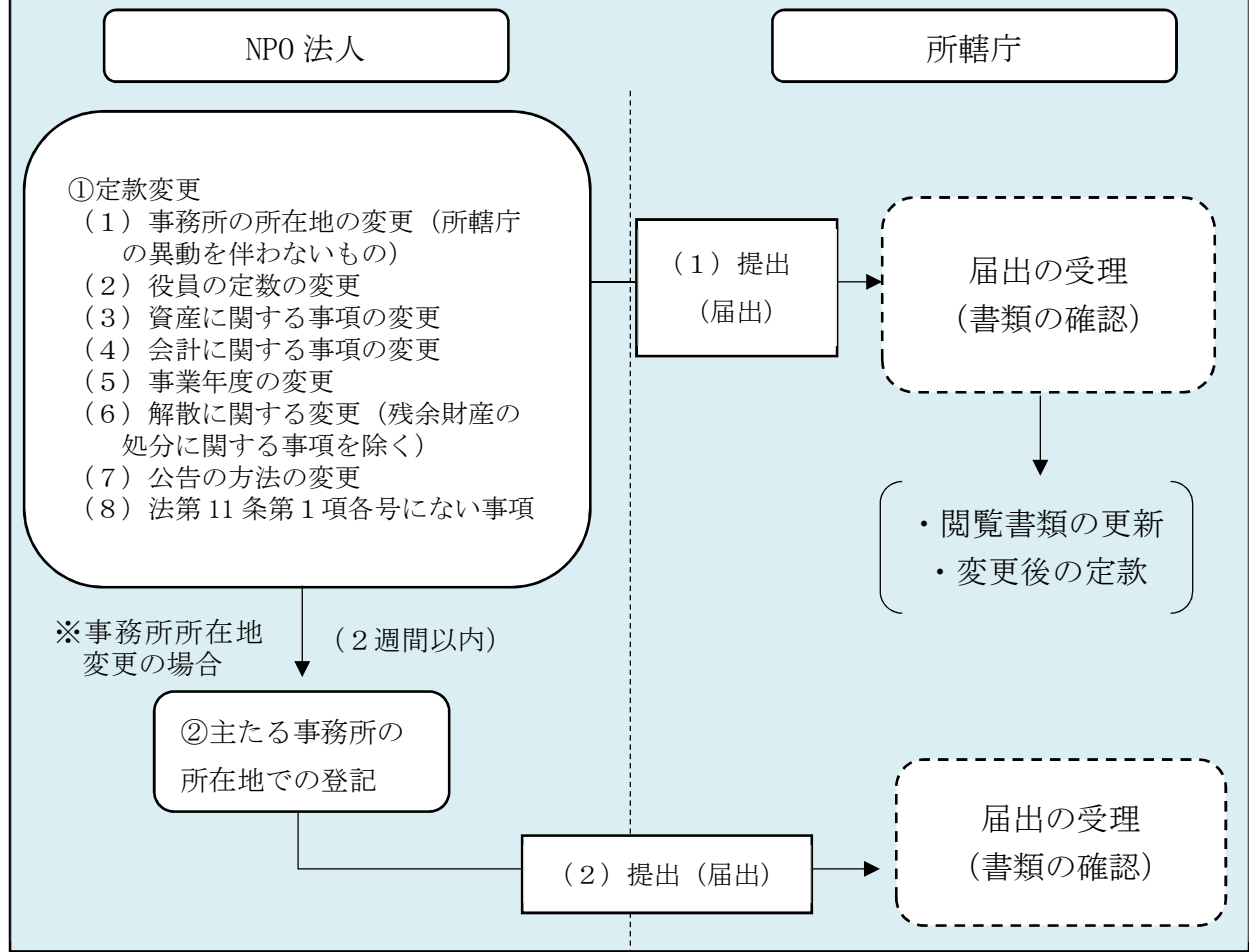 NPO 法人
所轄庁
①定款変更
（１）事務所の所在地の変更（所轄庁
の異動を伴わないもの）
（２）役員の定数の変更
（３）資産に関する事項の変更
（４）会計に関する事項の変更
（５）事業年度の変更
（６）解散に関する変更（残余財産の
処分に関する事項を除く）
（７）公告の方法の変更
（８）法第 11 条第１項各号にない事項
（１）提出
（届出）
届出の受理
（書類の確認）
・閲覧書類の更新
・変更後の定款
※事務所所在地
変更の場合
（２週間以内）
②主たる事務所の
所在地での登記
（２）提出（届出）
届出の受理
（書類の確認）